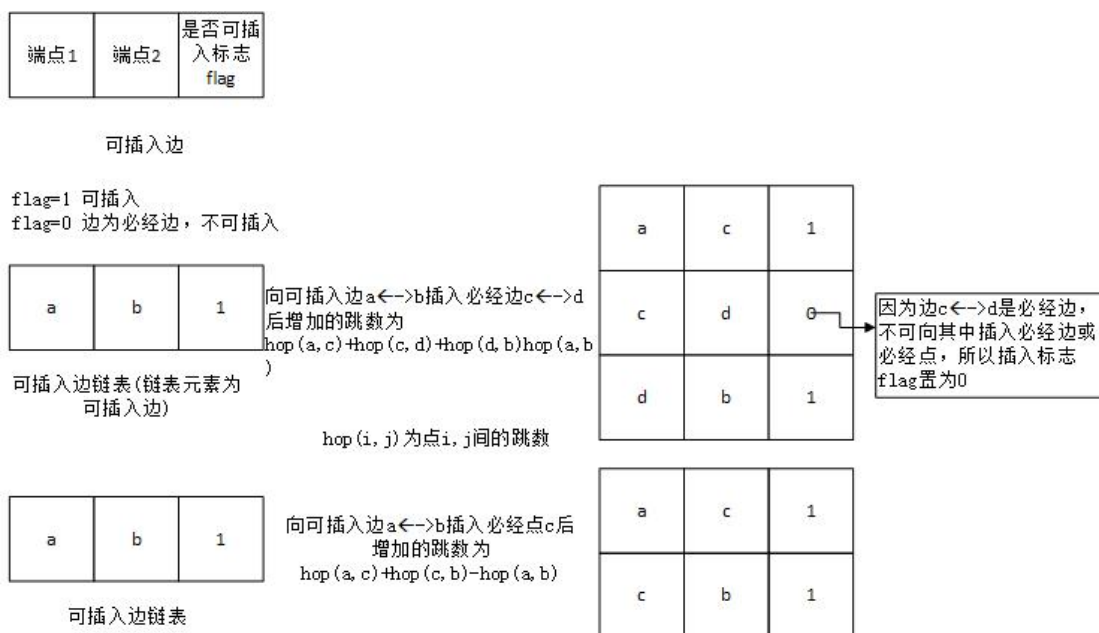 端点1
端点2
是否可插
入标志
flag
可插入边
flag=1 可插入
flag=0 边为必经边，不可插入
a
b
1
向可插入边a<-->b插入必经边c<-->d
后增加的跳数为
hop(a,c)+hop(c,d)+hop(d,b)hop(a,b
)
可插入边链表(链表元素为
可插入边)
hop(i,j)为点i,j间的跳数
a
c
1
c
d
0
d
b
1
因为边c<-->d是必经边，
不可向其中插入必经边或
必经点，所以插入标志
flag置为0
a
b
1
可插入边链表
向可插入边a<-->b插入必经点c后
增加的跳数为
hop(a,c)+hop(c,b)-hop(a,b)
a
c
1
c
b
1